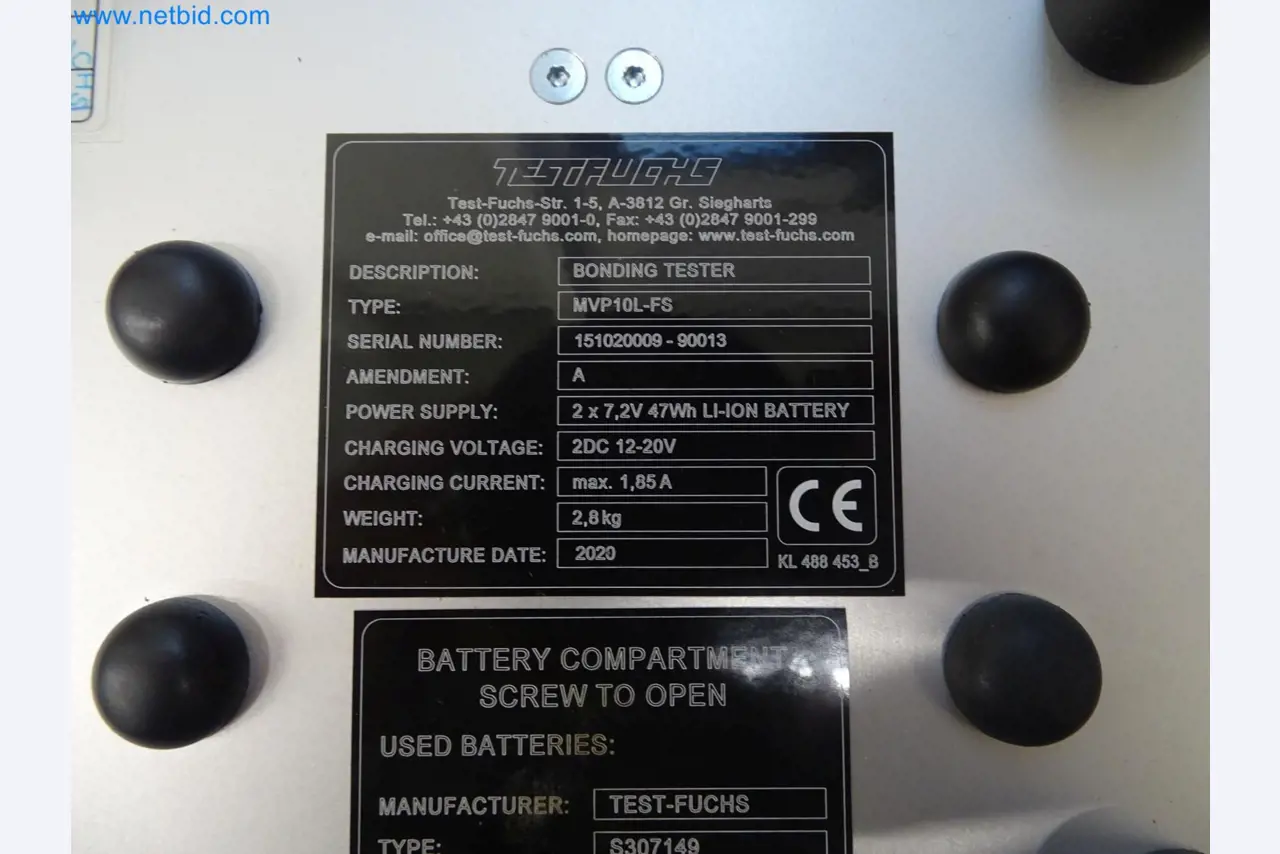 www.netbid.com
TESTFUCHS
Test-Fuchs-Str. 1-5, A-3812 Gr. Siegharts
Tel.: +43 (0)2847 9001-0, Fax: +43 (0)2847 9001-299
e-mail: office@test-fuchs.com, homepage: www.test-fuchs.com
DESCRIPTION: BONDING TESTER
TYPE: MVP10L-FS
SERIAL NUMBER: 151020009 - 90013
AMENDMENT: A
POWER SUPPLY: 2 x 7,2V 47Wh LI-ION BATTERY
CHARGING VOLTAGE: 2DC 12-20V
CHARGING CURRENT: max. 1,85 A
WEIGHT: 2,8kg
CE
MANUFACTURE DATE: 2020
KL 488 453_B
BATTERY COMPARTMENT
SCREW TO OPEN
USED BATTERIES:
MANUFACTURER: TEST-FUCHS
TYPE: S307149